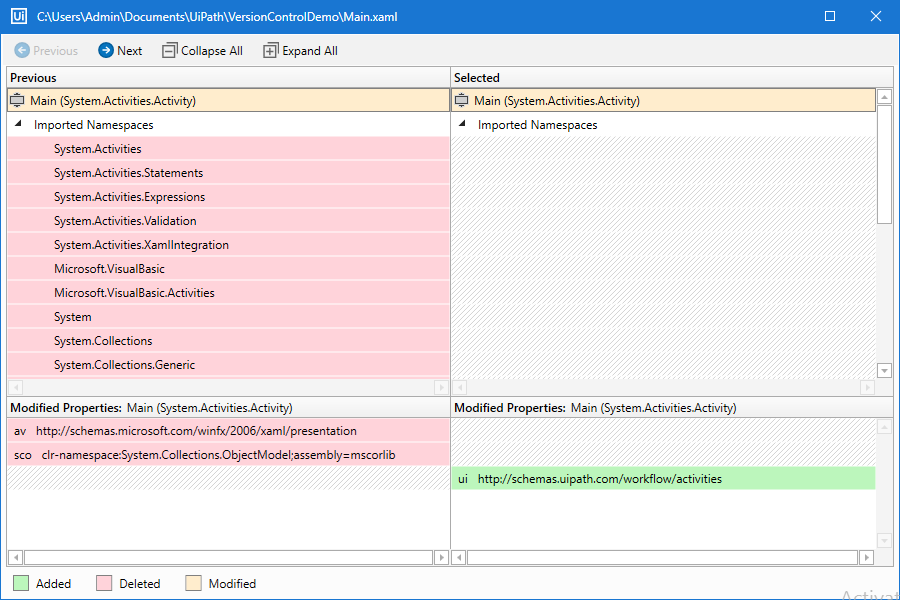 Ui C:\Users\Admin\Documents\UiPath\VersionControlDemo\Main.xaml
Previous Next Collapse All Expand All
Previous Selected
Main (System.Activities.Activity) Main (System.Activities.Activity)
Imported Namespaces Imported Namespaces
System.Activities
System.Activities.Statements
System.Activities.Expressions
System.Activities.Validation
System.Activities.XamlIntegration
Microsoft.VisualBasic
Microsoft.VisualBasic.Activities
System
System.Collections
System.Collections.Generic
Modified Properties: Main (System.Activities.Activity) Modified Properties: Main (System.Activities.Activity)
av http://schemas.microsoft.com/winfx/2006/xaml/presentation
sco clr-namespace:System.Collections.ObjectModel;assembly=mscorlib
ui http://schemas.uipath.com/workflow/activities
Added Deleted Modified